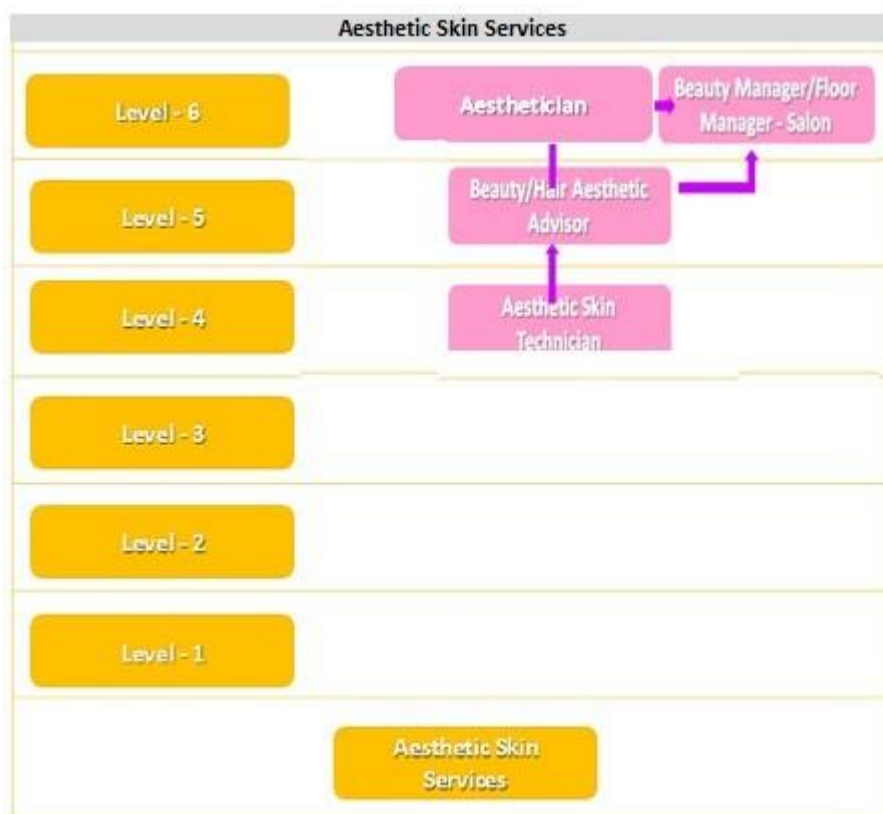 Aesthetic Skin Services
Level - 6
Aesthetician
Beauty Manager/Floor
Manager - Salon
Level - 5
Beauty/Hair Aesthetic
Advisor
Level - 4
Aesthetic Skin
Technician
Level - 3
Level - 2
Level - 1
Aesthetic Skin
Services